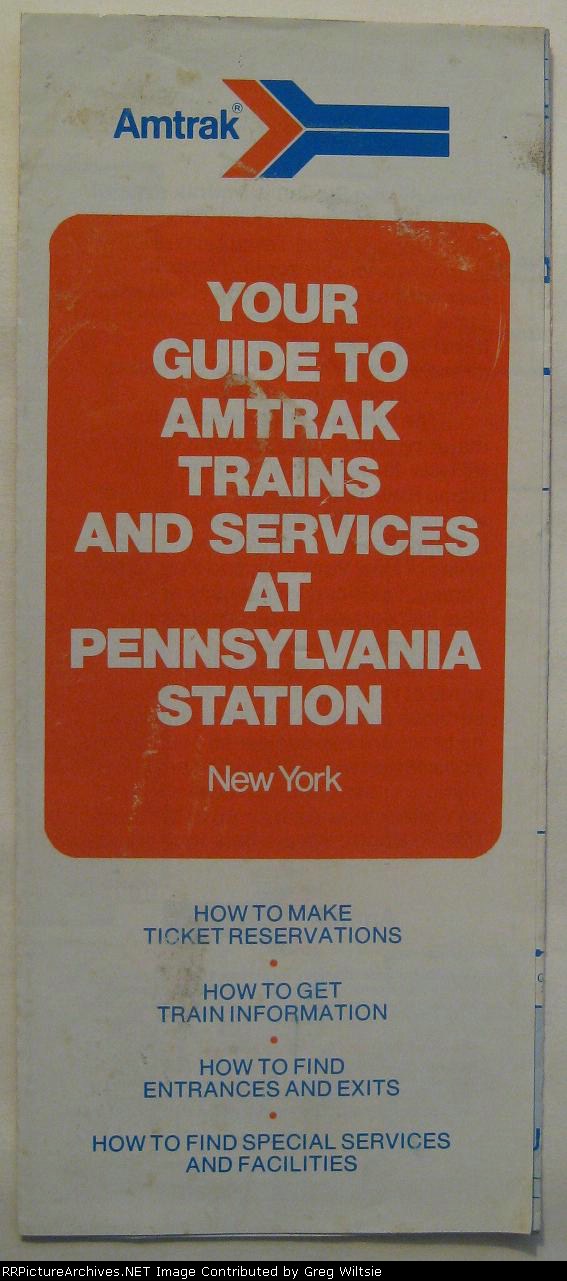 Amtrak®
YOUR
GUIDE TO
AMTRAK
TRAINS
AND SERVICES
AT
PENNSYLVANIA
STATION
New York
HOW TO MAKE
TICKET RESERVATIONS
•
HOW TO GET
TRAIN INFORMATION
•
HOW TO FIND
ENTRANCES AND EXITS
•
HOW TO FIND SPECIAL SERVICES
AND FACILITIES
RRPictureArchives.NET Image Contributed by Greg Wiltsie